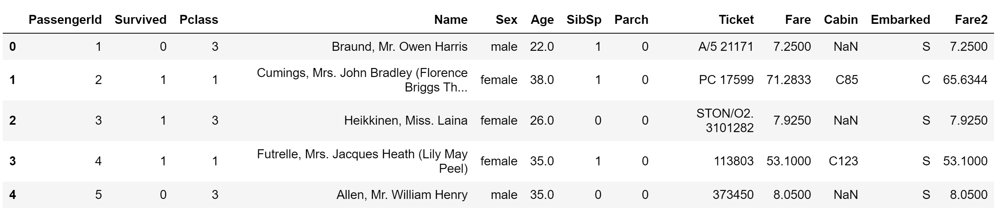 PassengerId Survived Pclass Name Sex Age SibSp Parch Ticket Fare Cabin Embarked Fare2
0 1 0 3 Braund, Mr. Owen Harris male 22.0 1 0 A/5 21171 7.2500 NaN S 7.2500
1 2 1 1 Cumings, Mrs. John Bradley (Florence
Briggs Th... female 38.0 1 0 PC 17599 71.2833 C85 C 65.6344
2 3 1 3 Heikkinen, Miss. Laina female 26.0 0 0 STON/O2.
3101282 7.9250 NaN S 7.9250
3 4 1 1 Futrelle, Mrs. Jacques Heath (Lily May
Peel) female 35.0 1 0 113803 53.1000 C123 S 53.1000
4 5 0 3 Allen, Mr. William Henry male 35.0 0 0 373450 8.0500 NaN S 8.0500